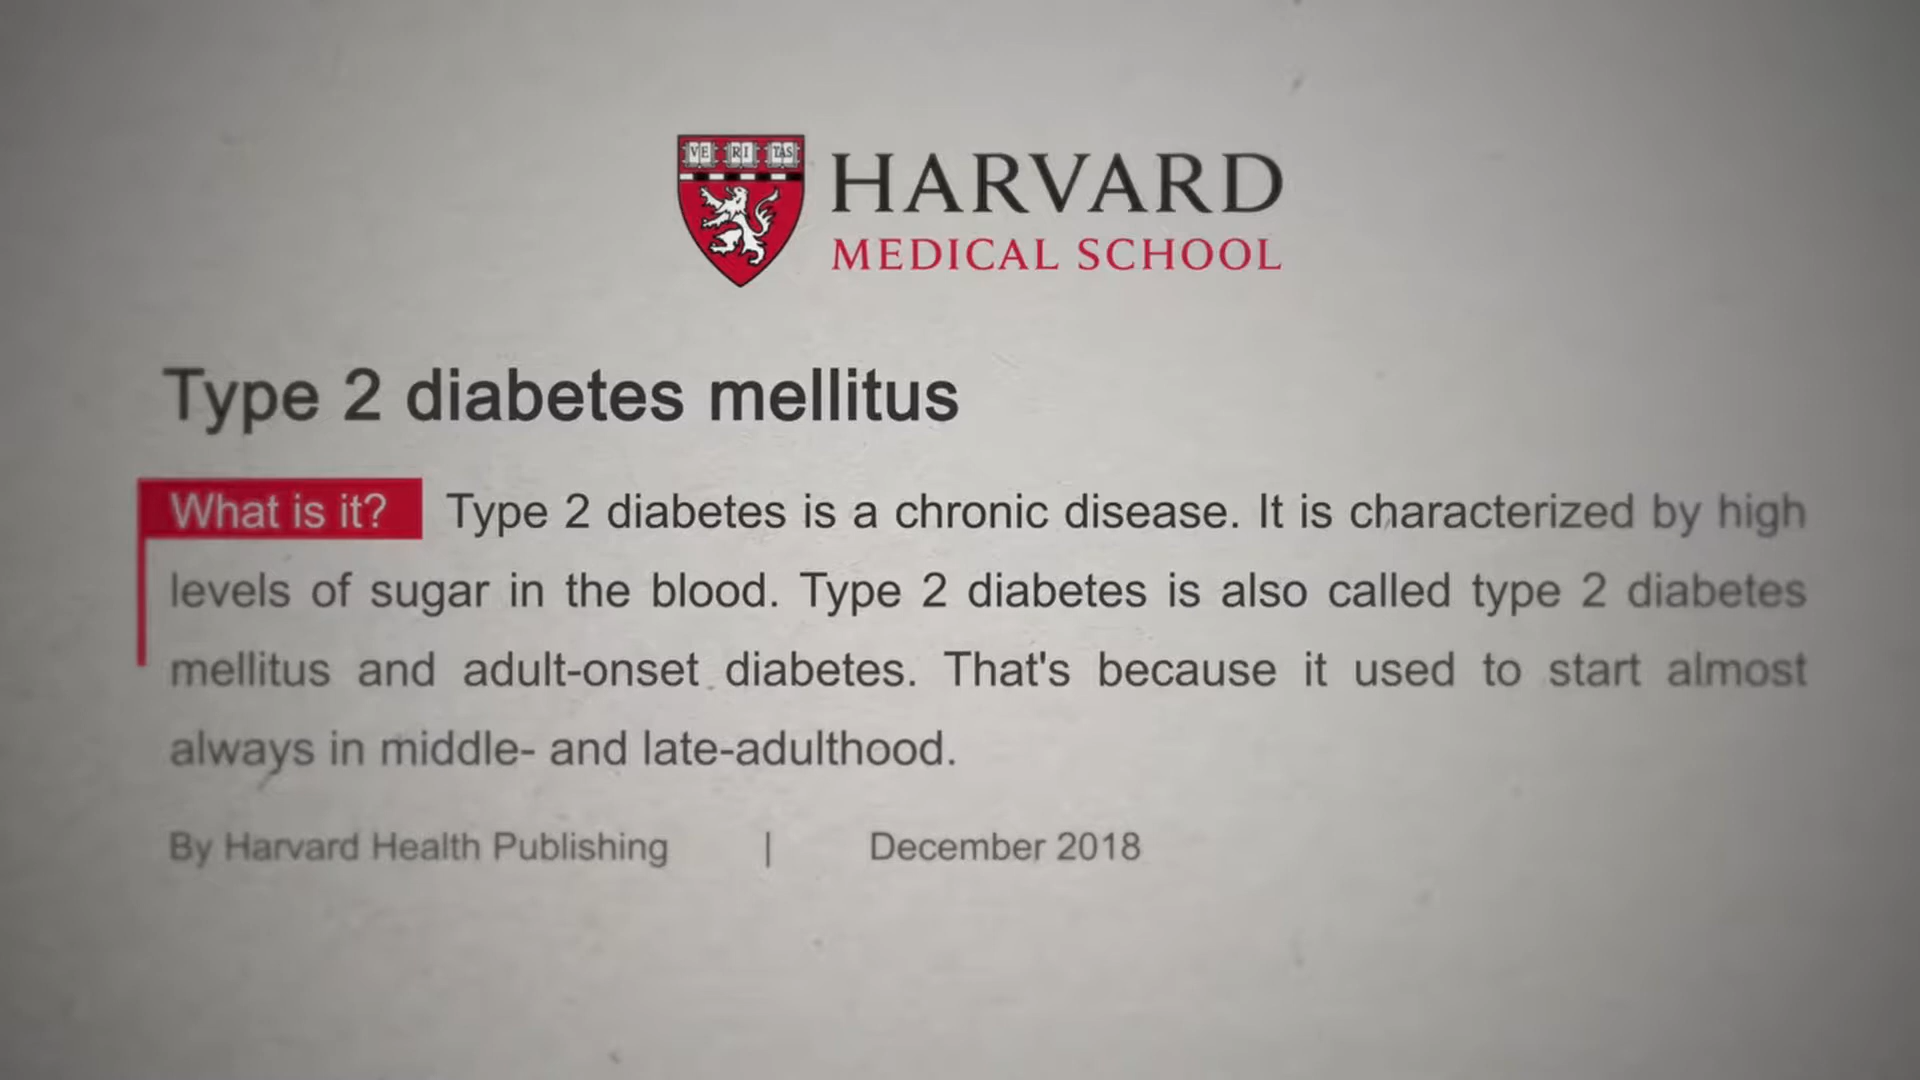 VE RI TAS
HARVARD
MEDICAL SCHOOL
Type 2 diabetes mellitus
What is it? Type 2 diabetes is a chronic disease. It is characterized by high
levels of sugar in the blood. Type 2 diabetes is also called type 2 diabetes
mellitus and adult-onset diabetes. That's because it used to start almost
always in middle- and late-adulthood.
By Harvard Health Publishing | December 2018